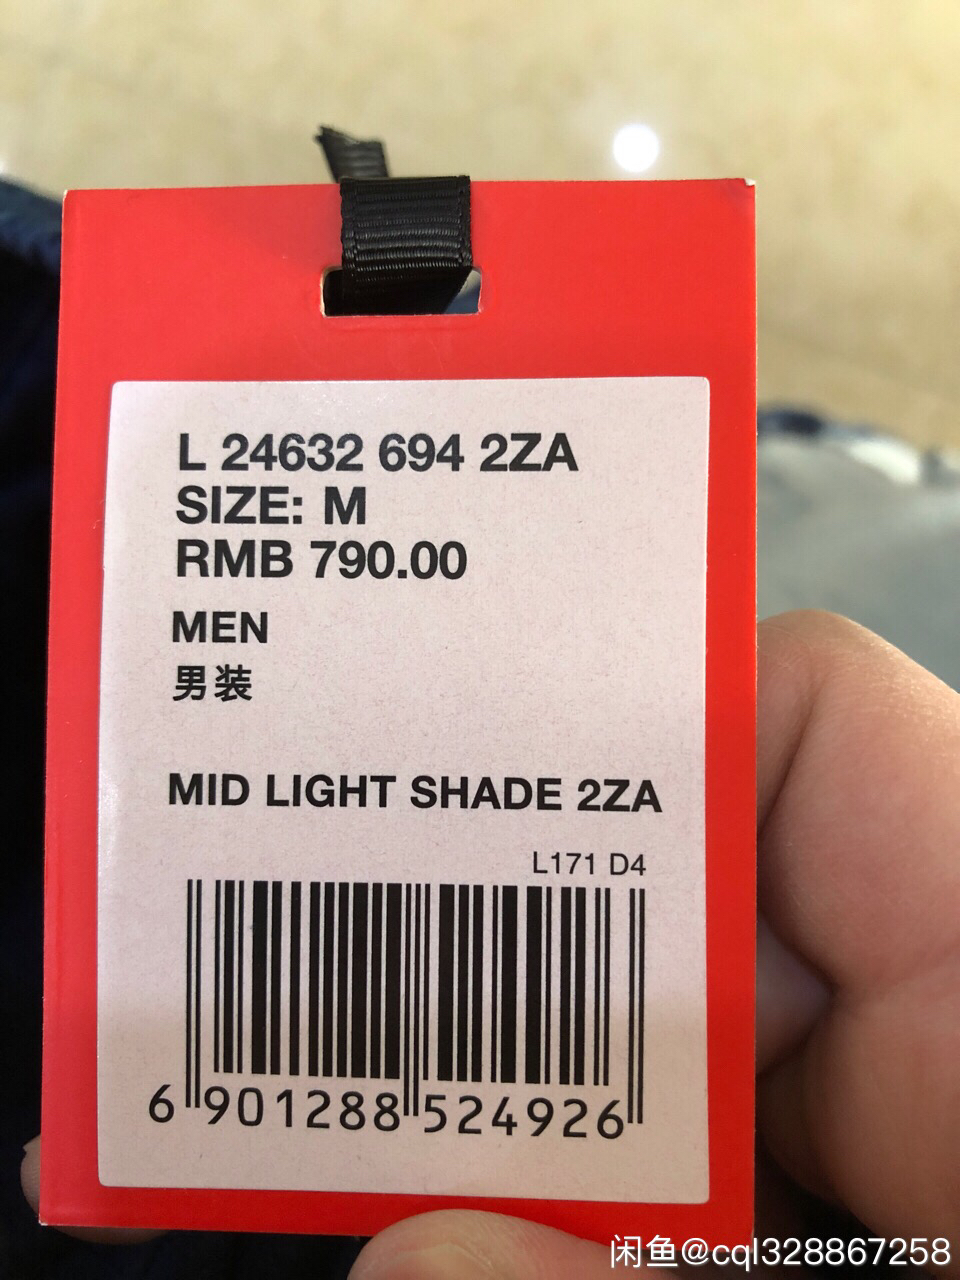 L 24632 694 2ZA
SIZE: M
RMB 790.00
MEN
男装
MID LIGHT SHADE 2ZA
L171 D4
6 901288 524926
闲鱼@cql328867258